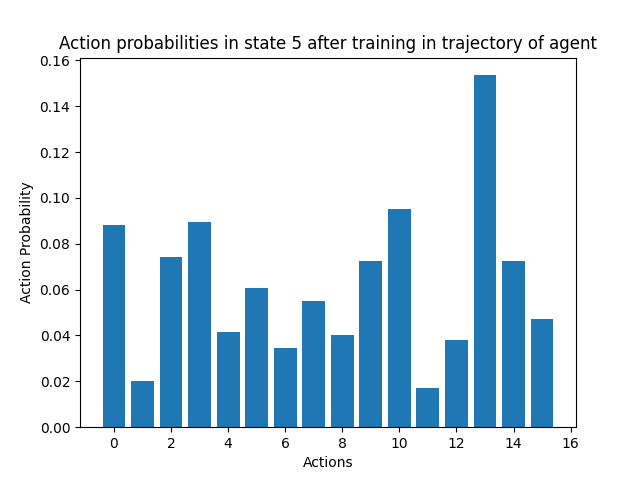 Action probabilities in state 5 after training in trajectory of agent
0.16
0.14
0.12
0.10
0.08
0.06
0.04
0.02
0.00
Action Probability
0 2 4 6 8 10 12 14 16
Actions